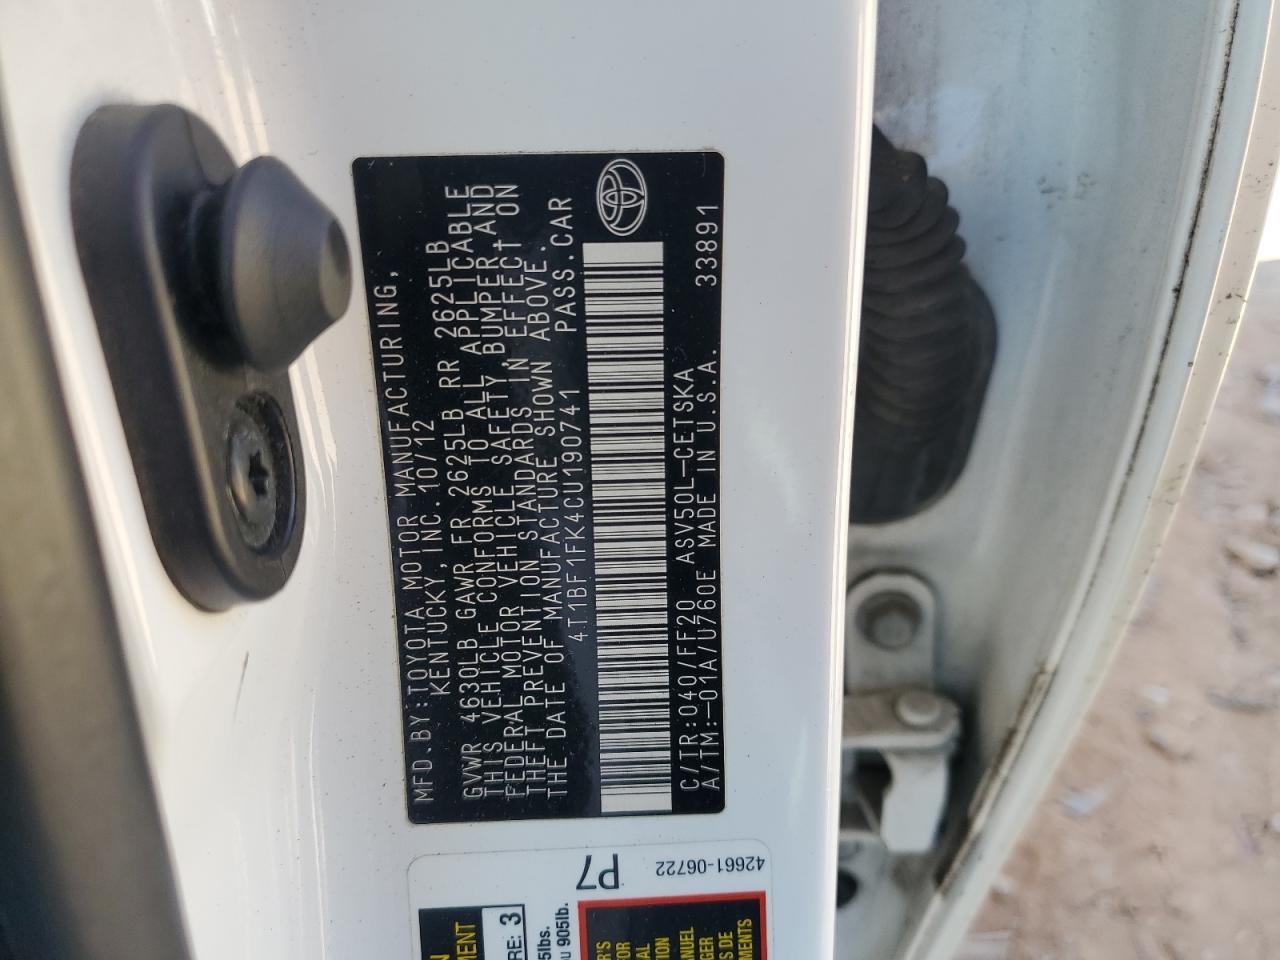 MFD.BY:TOYOTA MOTOR MANUFACTURING,
KENTUCKY,INC. 10/12
GVWR 4630LB GAWR FR 2625LB RR 2625LB
THIS VEHICLE CONFORMS TO ALL APPLICABLE
FEDERAL MOTOR VEHICLE SAFETY, BUMPER, AND
THEFT PREVENTION STANDARDS IN EFFECT ON
THE DATE OF MANUFACTURE SHOWN ABOVE.
4T1BF1FK4CU190741 PASS.CAR
C/TR:040/FF20 ASV50L-CETSKA
A/TM:-01A/U760E MADE IN U.S.A. 33891
P7
42661-06722
3
905lb.